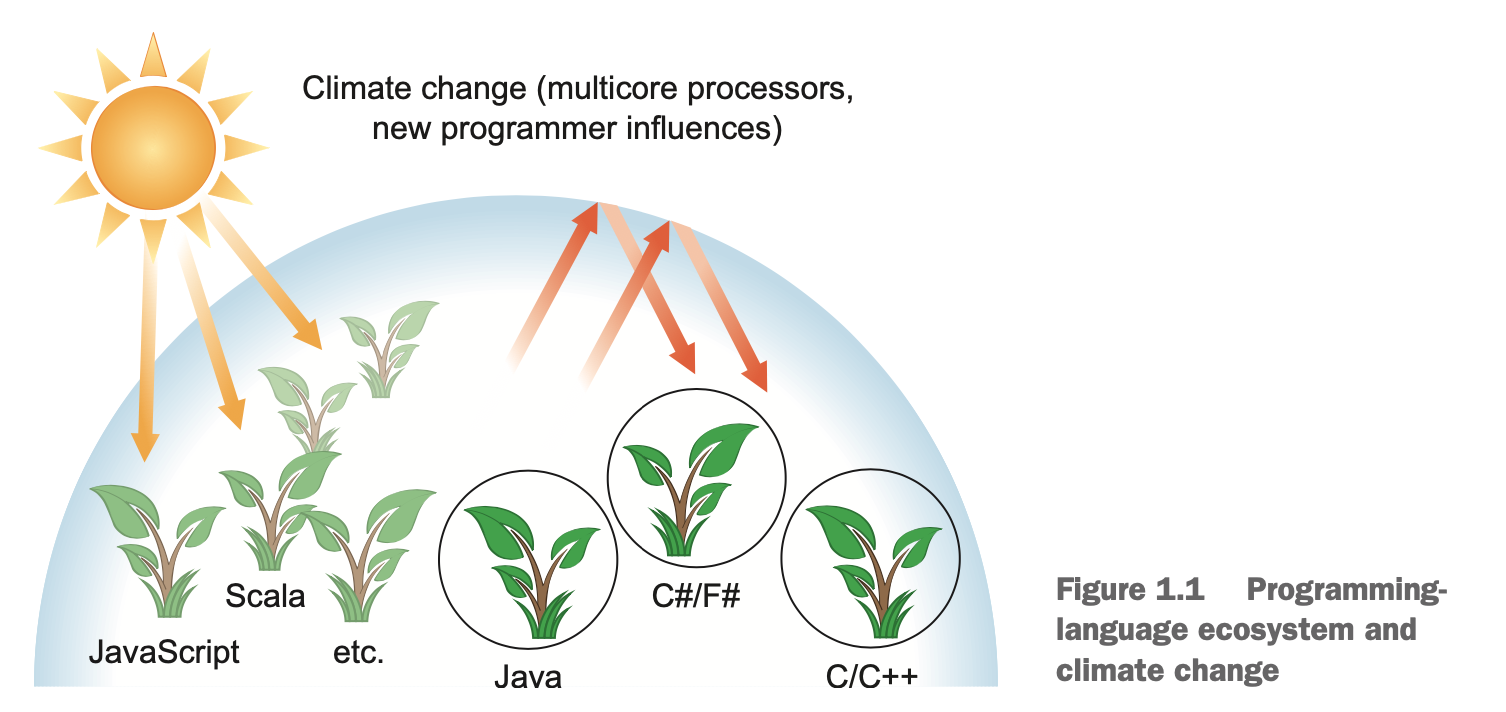 Climate change (multicore processors,
new programmer influences)
Scala
JavaScript
etc.
Java
C#/F#
C/C++
Figure 1.1 Programming-
language ecosystem and
climate change